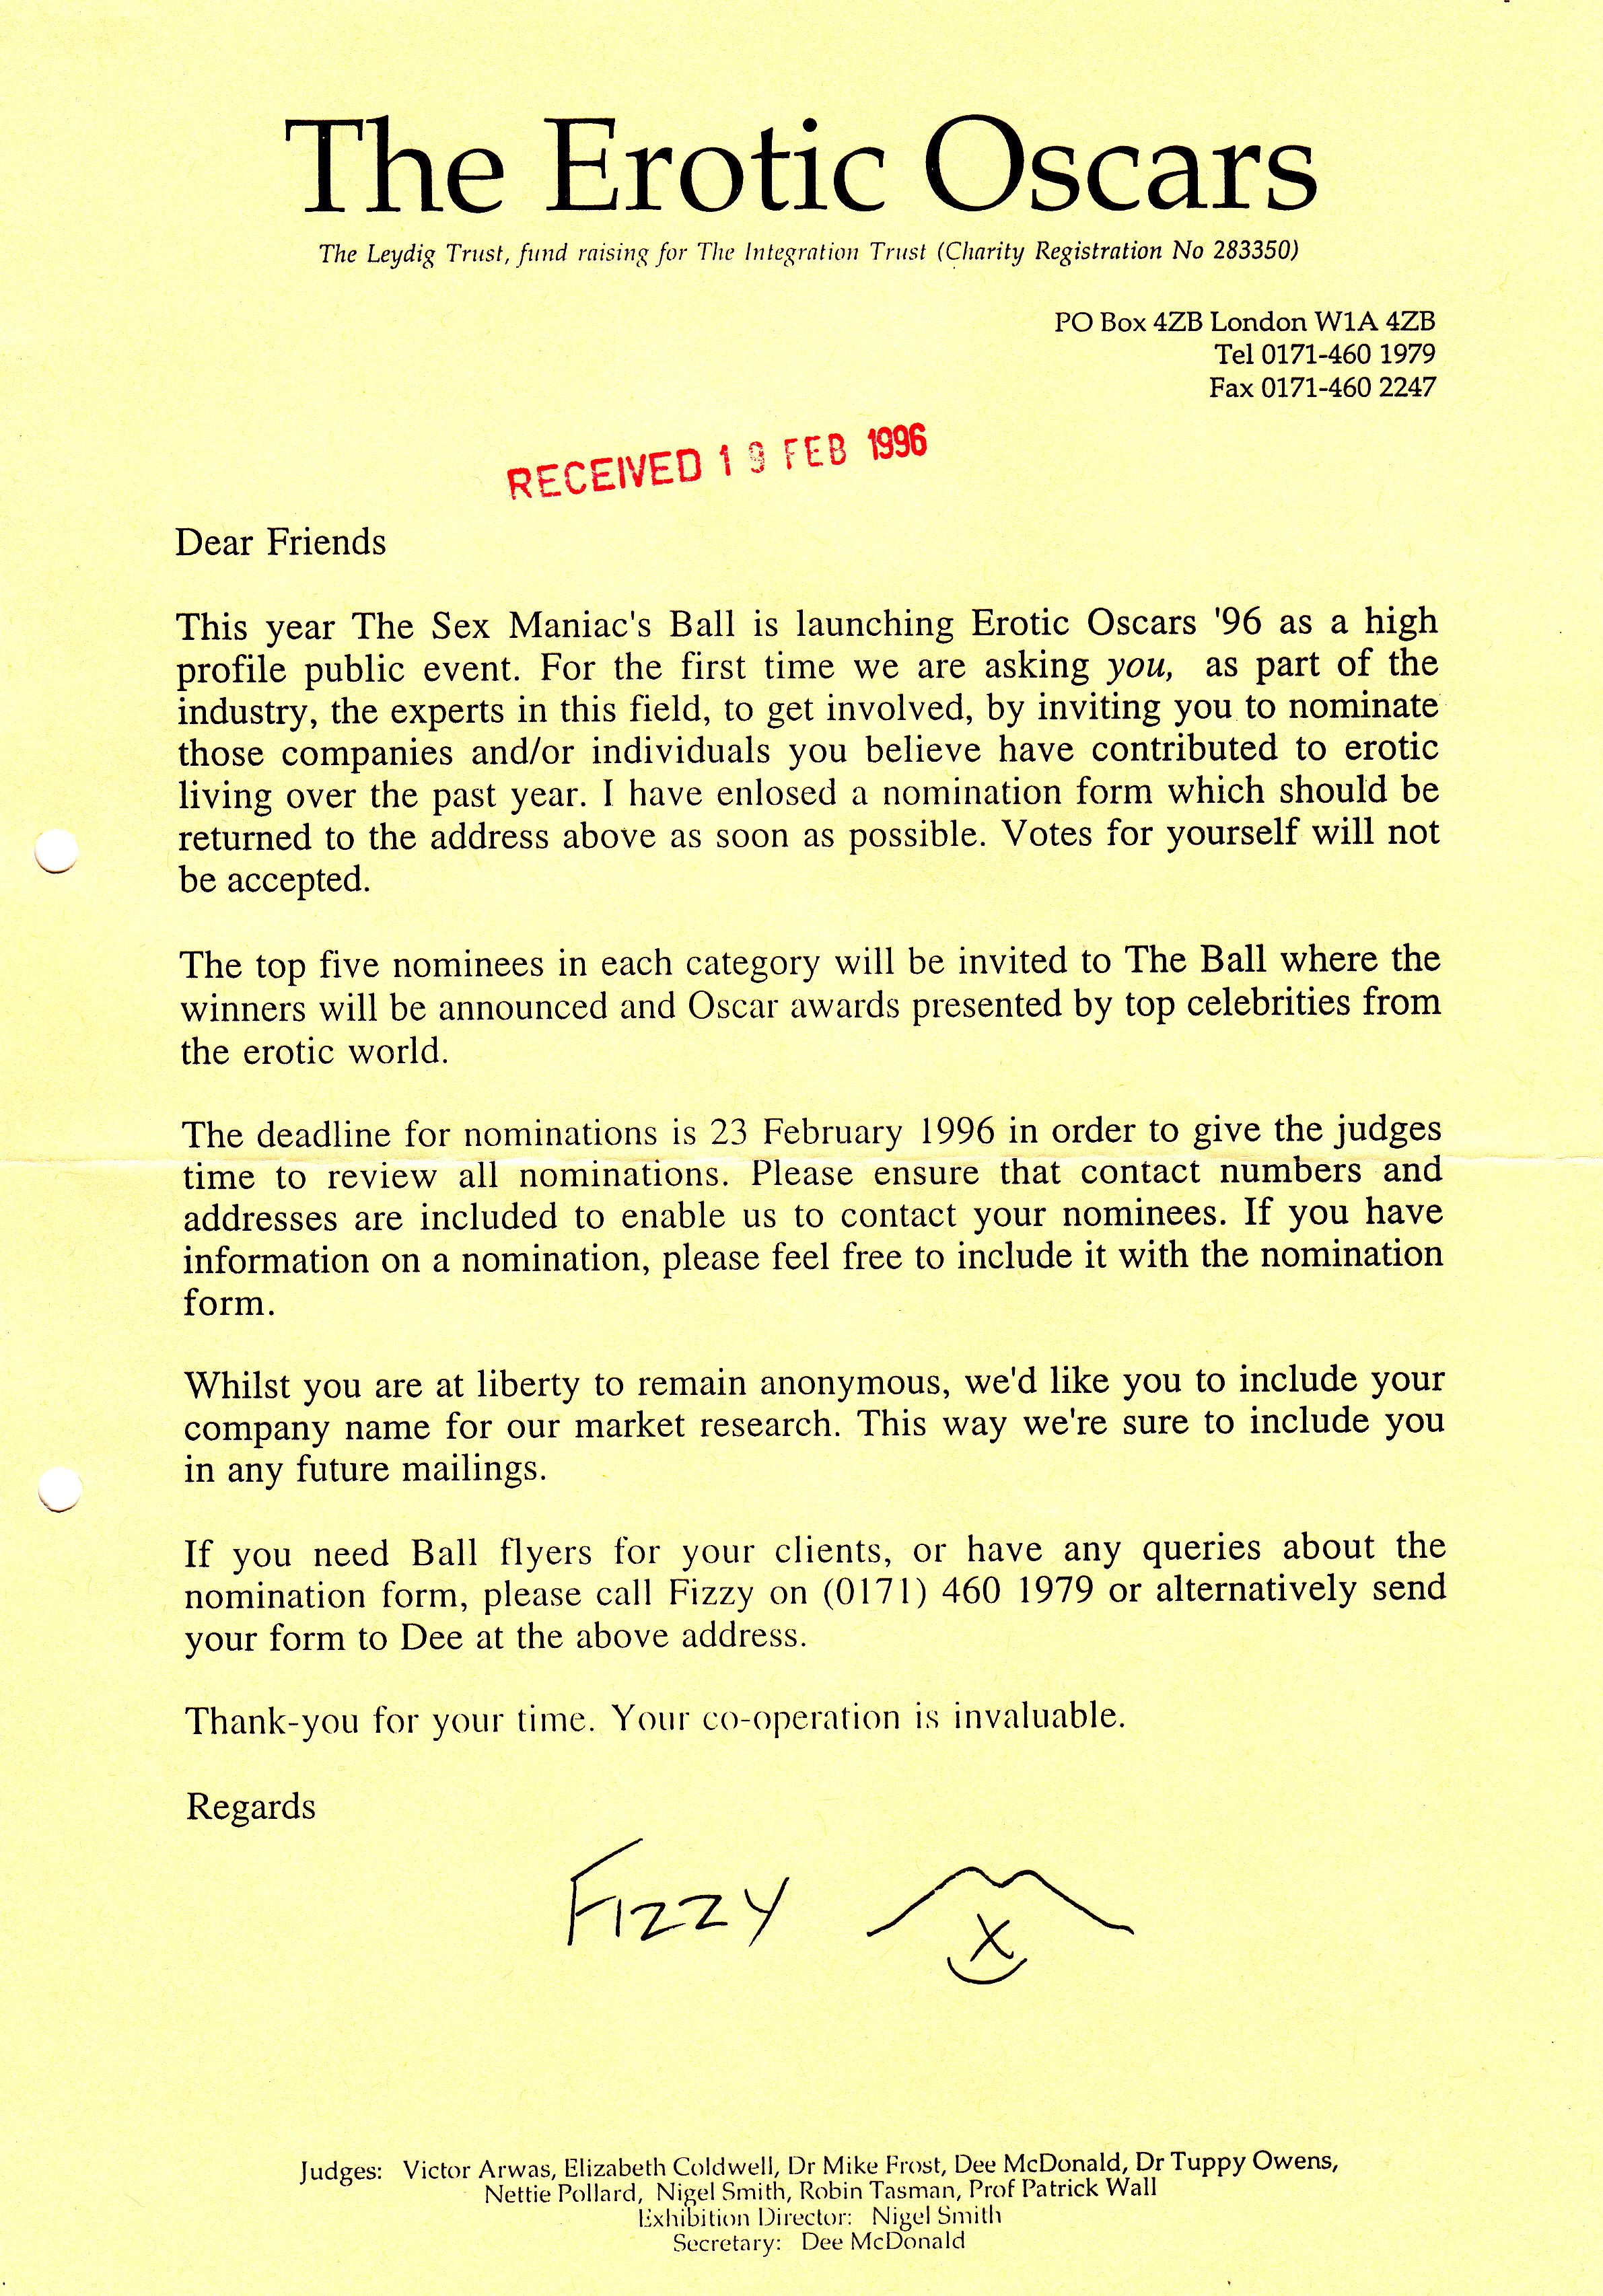 The Erotic Oscars
The Leydig Trust, fund raising for The Integration Trust (Charity Registration No 283350)
PO Box 4ZB London W1A 4ZB
Tel 0171-460 1979
Fax 0171-460 2247
RECEIVED 19 FEB 1996
Dear Friends
This year The Sex Maniac's Ball is launching Erotic Oscars '96 as a high
profile public event. For the first time we are asking you, as part of the
industry, the experts in this field, to get involved, by inviting you to nominate
those companies and/or individuals you believe have contributed to erotic
living over the past year. I have enlosed a nomination form which should be
returned to the address above as soon as possible. Votes for yourself will not
be accepted.
The top five nominees in each category will be invited to The Ball where the
winners will be announced and Oscar awards presented by top celebrities from
the erotic world.
The deadline for nominations is 23 February 1996 in order to give the judges
time to review all nominations. Please ensure that contact numbers and
addresses are included to enable us to contact your nominees. If you have
information on a nomination, please feel free to include it with the nomination
form.
Whilst you are at liberty to remain anonymous, we'd like you to include your
company name for our market research. This way we're sure to include you
in any future mailings.
If you need Ball flyers for your clients, or have any queries about the
nomination form, please call Fizzy on (0171) 460 1979 or alternatively send
your form to Dee at the above address.
Thank-you for your time. Your co-operation is invaluable.
Regards
FIZZY
X
Judges: Victor Arwas, Elizabeth Coldwell, Dr Mike Frost, Dee McDonald, Dr Tuppy Owens,
Nettie Pollard, Nigel Smith, Robin Tasman, Prof Patrick Wall
Exhibition Director: Nigel Smith
Secretary: Dee McDonald